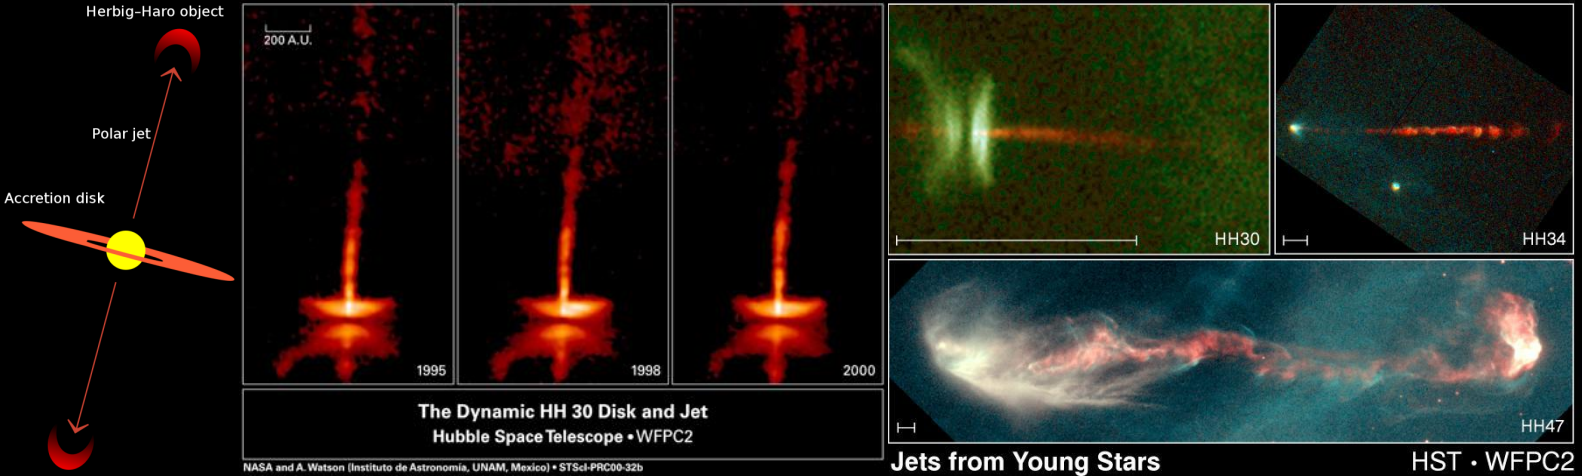 Herbig–Haro object
Polar jet
Accretion disk
200 A.U.
1995
1998
2000
The Dynamic HH 30 Disk and Jet
Hubble Space Telescope • WFPC2
NASA and A. Watson (Instituto de Astronomía, UNAM, Mexico) • STScI-PRC00-32b
HH30
HH34
HH47
Jets from Young Stars
HST • WFPC2